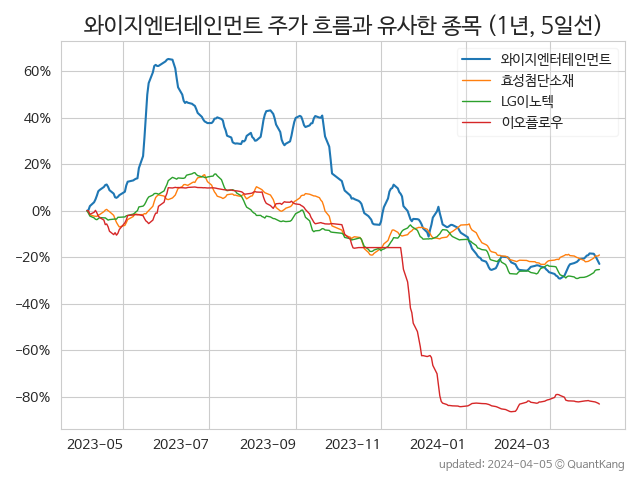 와이지엔터테인먼트 주가 흐름과 유사한 종목 (1년, 5일선)
와이지엔터테인먼트
효성첨단소재
LG이노텍
이오플로우
60%
40%
20%
0%
−20%
−40%
−60%
−80%
2023-05 2023-07 2023-09 2023-11 2024-01 2024-03
updated: 2024-04-05 © QuantKang